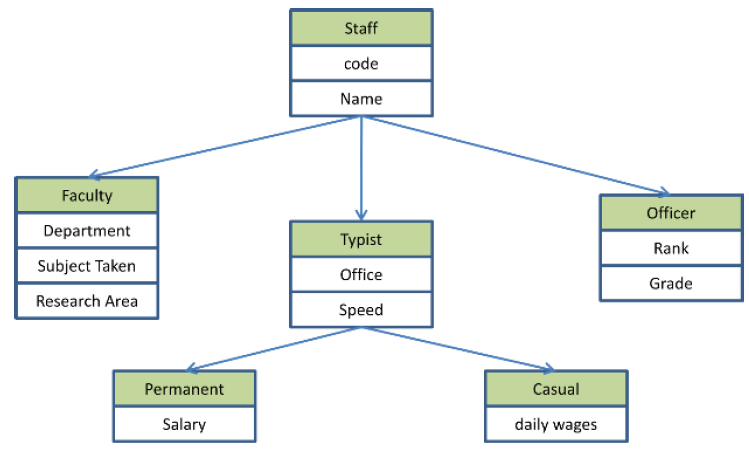 Staff
code
Name
Faculty
Department
Subject Taken
Research Area
Typist
Office
Speed
Officer
Rank
Grade
Permanent
Salary
Casual
daily wages